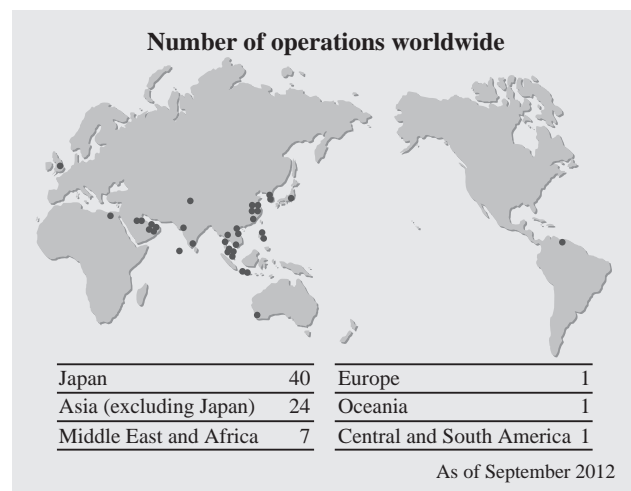 Number of operations worldwide
Japan 40
Asia (excluding Japan) 24
Middle East and Africa 7
Europe 1
Oceania 1
Central and South America 1
As of September 2012